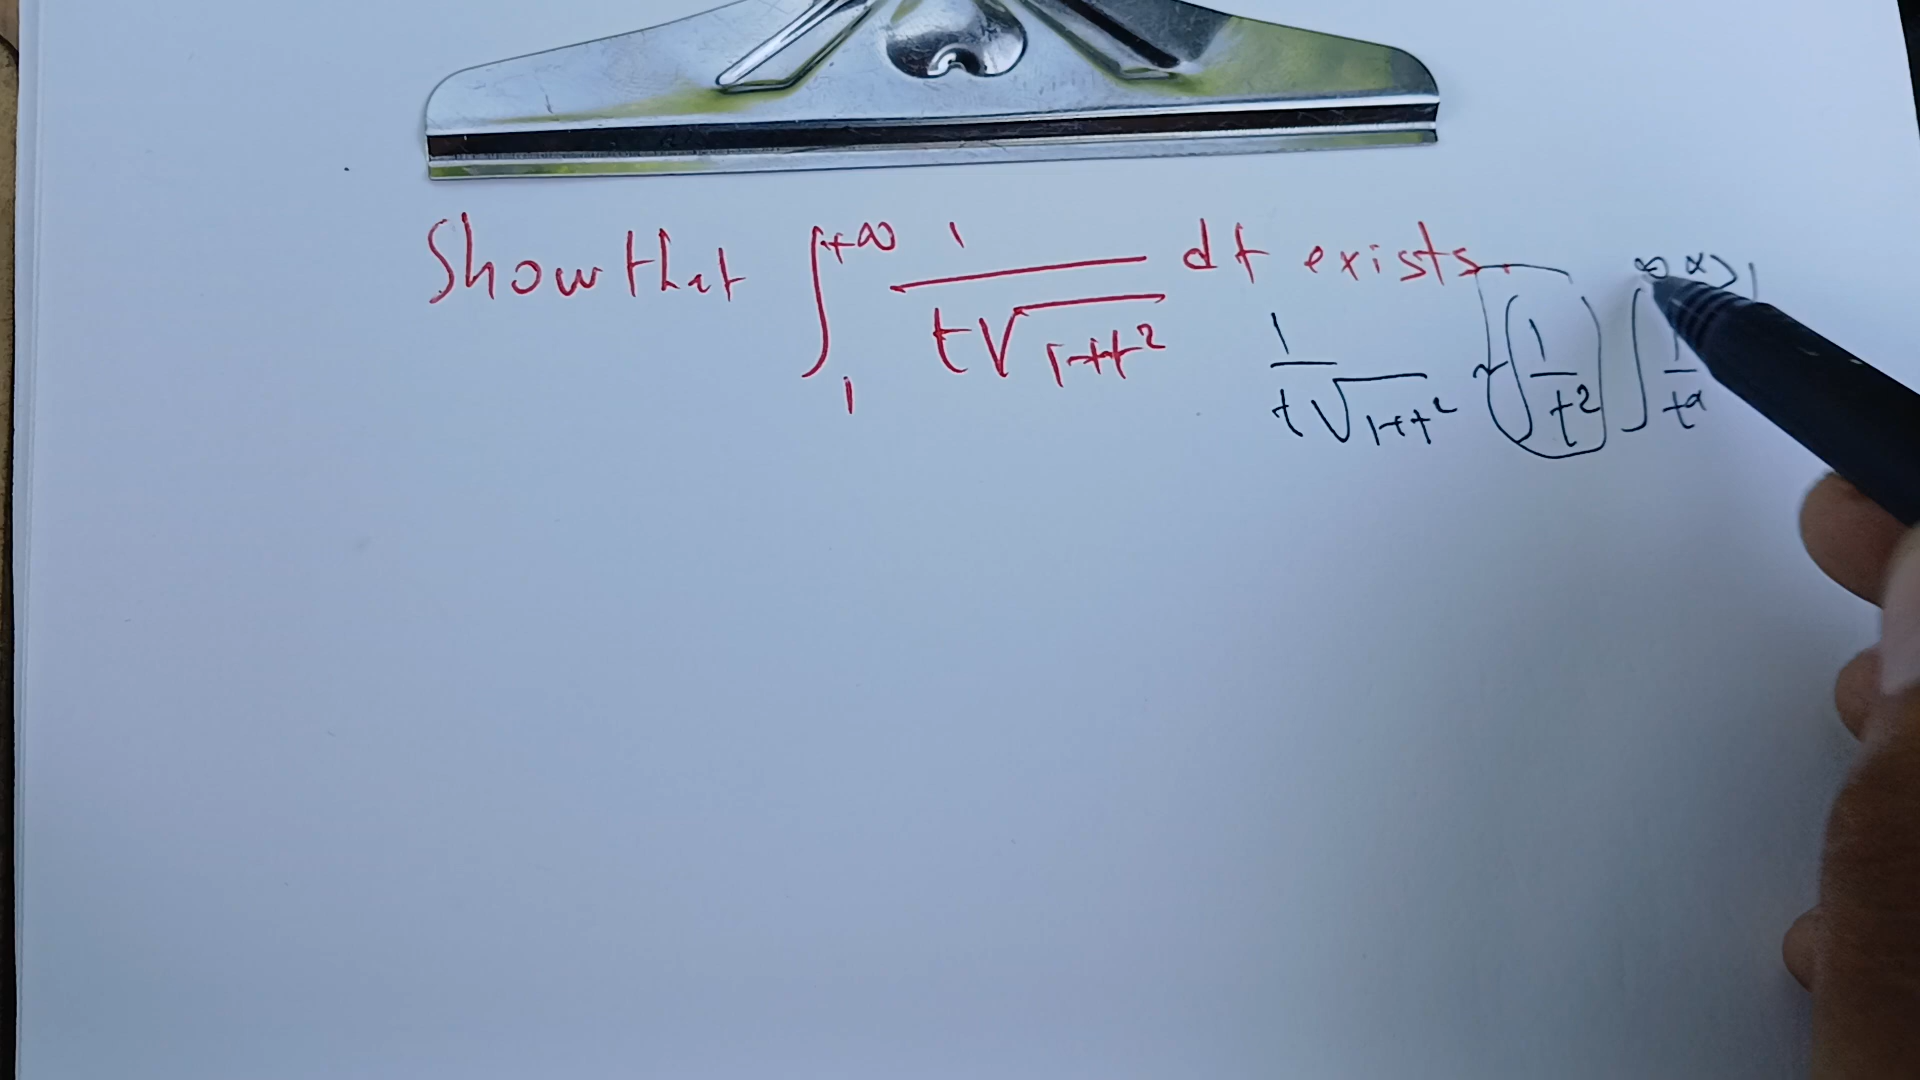 Show that ∫₁^{+∞} 1/(t√(1+t²)) dt exists.
1/(t√(1+t²)) ~ (1/t²) ∫^∞ 1/t^α α>1